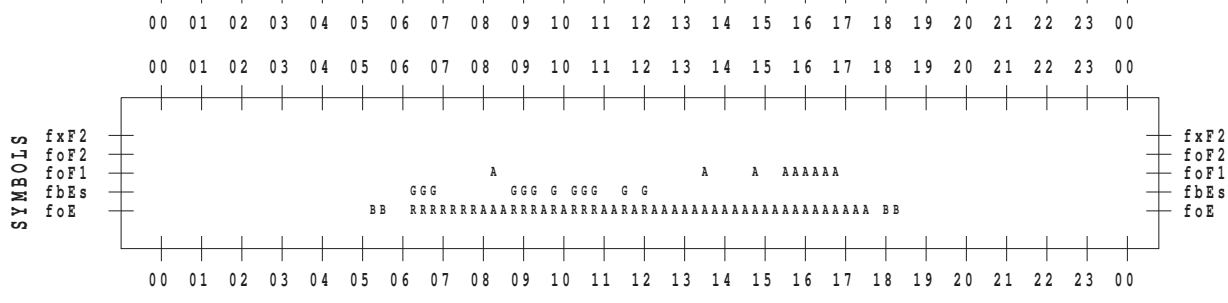 00 01 02 03 04 05 06 07 08 09 10 11 12 13 14 15 16 17 18 19 20 21 22 23 00
00 01 02 03 04 05 06 07 08 09 10 11 12 13 14 15 16 17 18 19 20 21 22 23 00
SYMBOLS
fxF2 fxF2
foF2 foF2
foF1 A A A AAAAAA foF1
fbEs GGG GGG G GGG G G fbEs
foE BB RRRRRRRAAARRRARARRRAARARAAAAAAAAAAAAAAAAAAAAAA BB foE
00 01 02 03 04 05 06 07 08 09 10 11 12 13 14 15 16 17 18 19 20 21 22 23 00